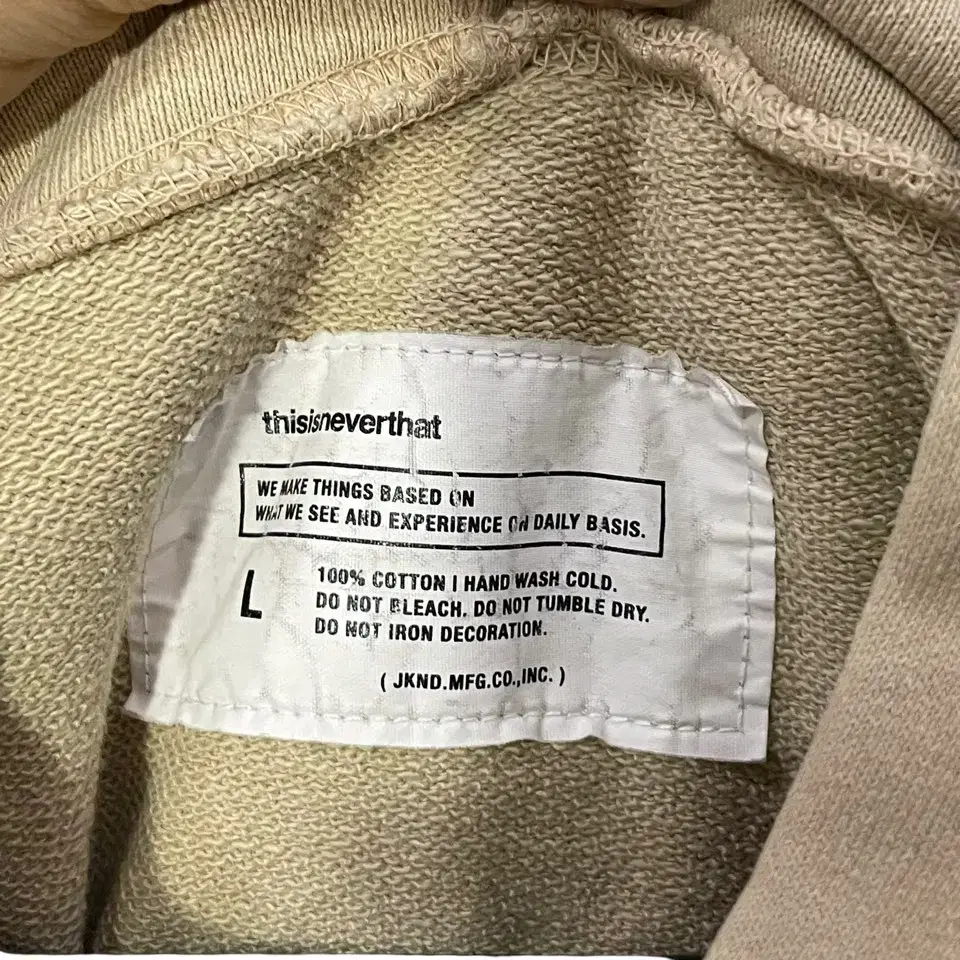 thisisneverthat
WE MAKE THINGS BASED ON
WHAT WE SEE AND EXPERIENCE ON DAILY BASIS.
L
100% COTTON | HAND WASH COLD.
DO NOT BLEACH. DO NOT TUMBLE DRY.
DO NOT IRON DECORATION.
( JKND.MFG.CO.,INC. )